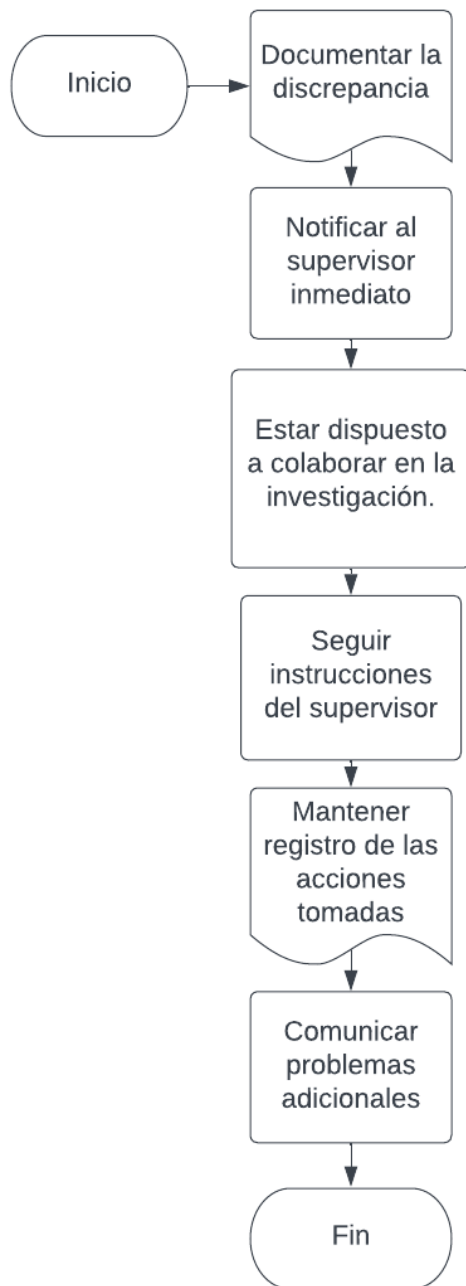 Inicio
Documentar la
discrepancia
Notificar al
supervisor
inmediato
Estar dispuesto
a colaborar en la
investigación.
Seguir
instrucciones
del supervisor
Mantener
registro de las
acciones
tomadas
Comunicar
problemas
adicionales
Fin